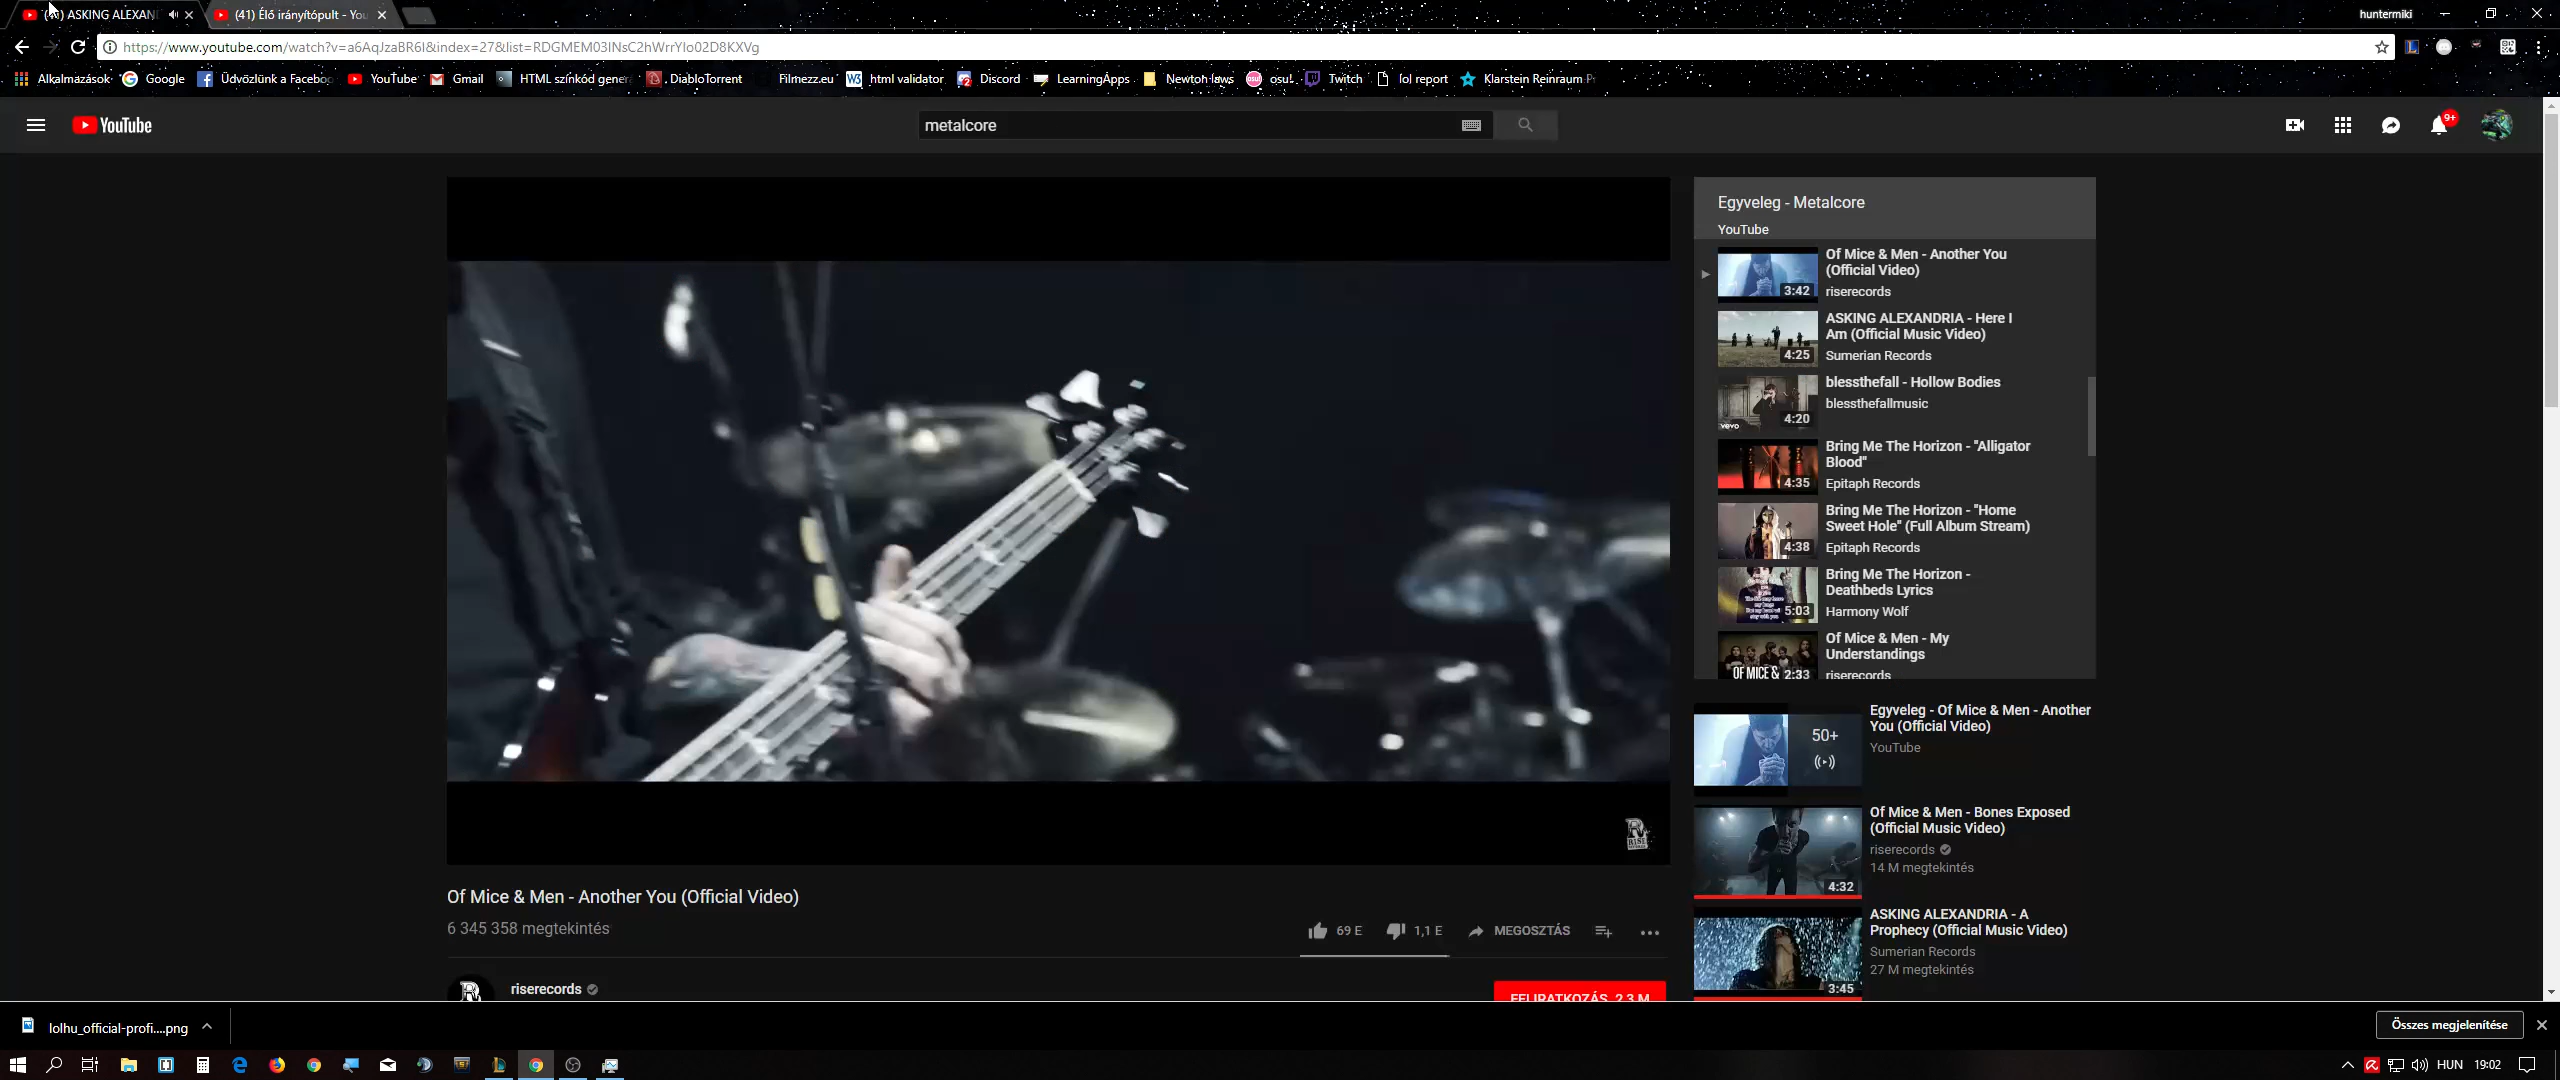 (41) ASKING ALEXAN
(41) Élő irányítópult - You
huntermiki
https://www.youtube.com/watch?v=a6AqJzaBR6I&index=27&list=RDGMEM03INsC2hWrrYIo02D8KXVg
Alkalmazások
Google
Üdvözlünk a Facebo
YouTube
Gmail
HTML színkód gener
DiabloTorrent
Filmezz.eu
html validator
Discord
LearningApps
Newton laws
osu!
Twitch
lol report
Klarstein Reinraum P
YouTube
metalcore
9+
Egyveleg - Metalcore
YouTube
Of Mice & Men - Another You
(Official Video)
riserecords
3:42
ASKING ALEXANDRIA - Here I
Am (Official Music Video)
Sumerian Records
4:25
blessthefall - Hollow Bodies
blessthefallmusic
vevo
4:20
Bring Me The Horizon - "Alligator
Blood"
Epitaph Records
4:35
Bring Me The Horizon - "Home
Sweet Hole" (Full Album Stream)
Epitaph Records
4:38
Bring Me The Horizon -
Deathbeds Lyrics
Harmony Wolf
5:03
Of Mice & Men - My
Understandings
riserecords
OF MICE &
2:33
Egyveleg - Of Mice & Men - Another
You (Official Video)
YouTube
50+
Of Mice & Men - Bones Exposed
(Official Music Video)
riserecords
14 M megtekintés
4:32
ASKING ALEXANDRIA - A
Prophecy (Official Music Video)
Sumerian Records
27 M megtekintés
3:45
RISE
Of Mice & Men - Another You (Official Video)
6 345 358 megtekintés
69 E
1,1 E
MEGOSZTÁS
riserecords
FELIRATKOZÁS 2,3 M
lolhu_official-profi....png
Összes megjelenítése
HUN
19:02